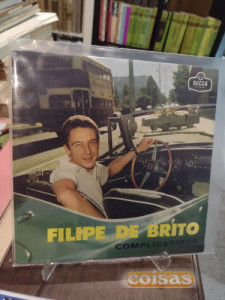 DECCA
FILIPE DE BRITO
COMPLICATIONS
coisas